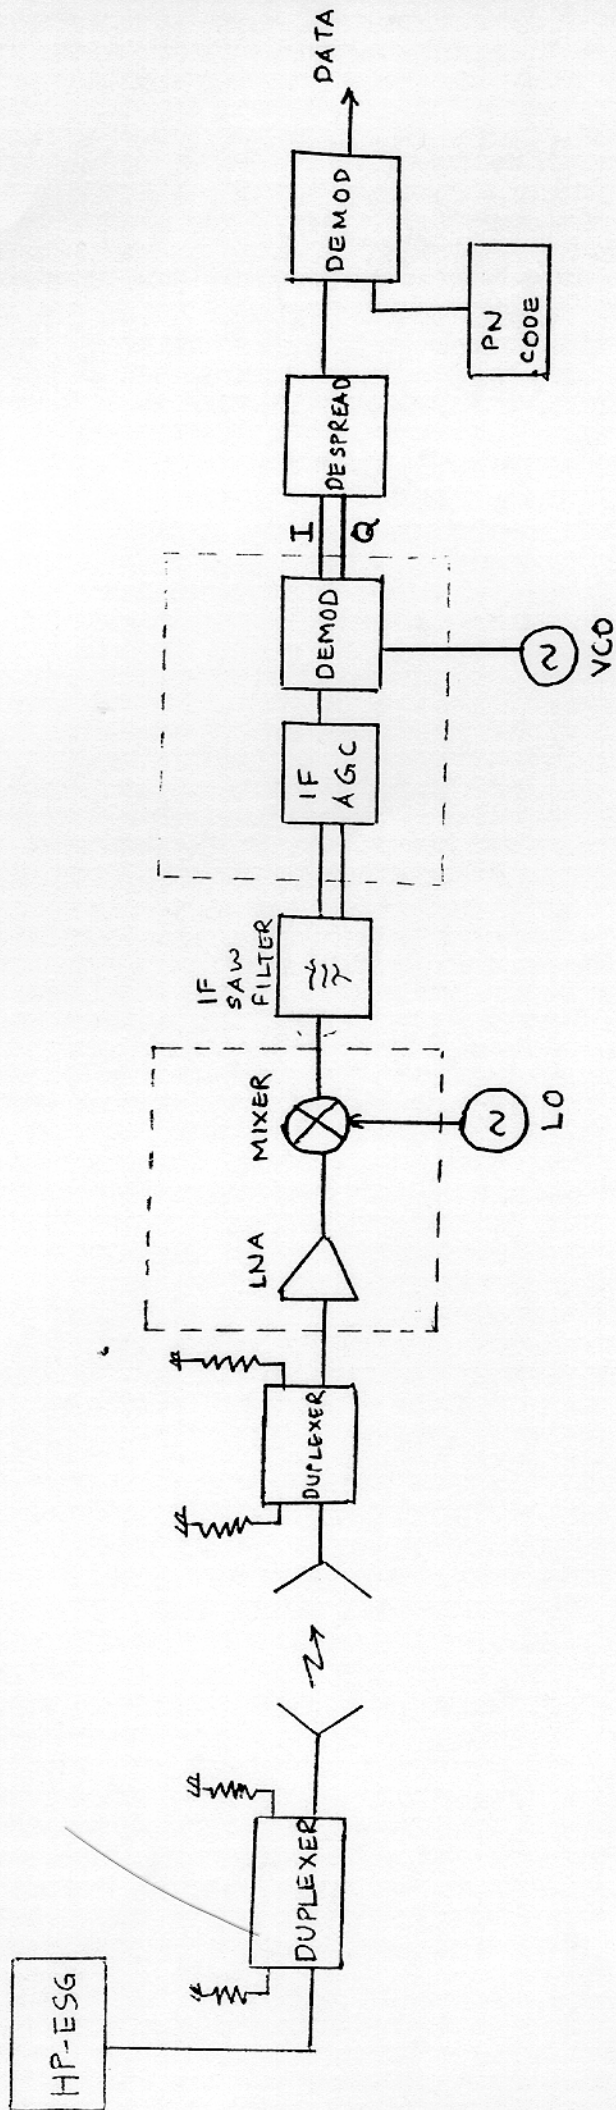 HP-ESG
DUPLEXER
DUPLEXER
LNA
MIXER
LO
IF
SAW
FILTER
IF
AGC
DEMOD
VCO
I
Q
DESPREAD
DEMOD
PN
CODE
DATA